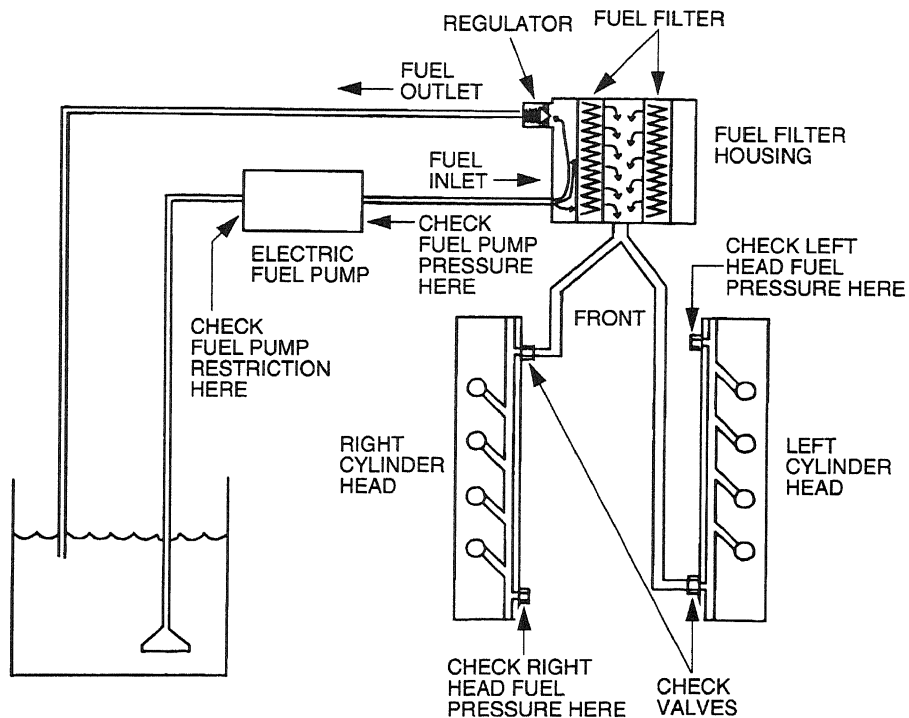 REGULATOR
FUEL FILTER
FUEL
OUTLET
FUEL FILTER
HOUSING
FUEL
INLET
ELECTRIC
FUEL PUMP
CHECK
FUEL PUMP
PRESSURE
HERE
CHECK LEFT
HEAD FUEL
PRESSURE HERE
CHECK
FUEL PUMP
RESTRICTION
HERE
FRONT
RIGHT
CYLINDER
HEAD
LEFT
CYLINDER
HEAD
CHECK RIGHT
HEAD FUEL
PRESSURE HERE
CHECK
VALVES